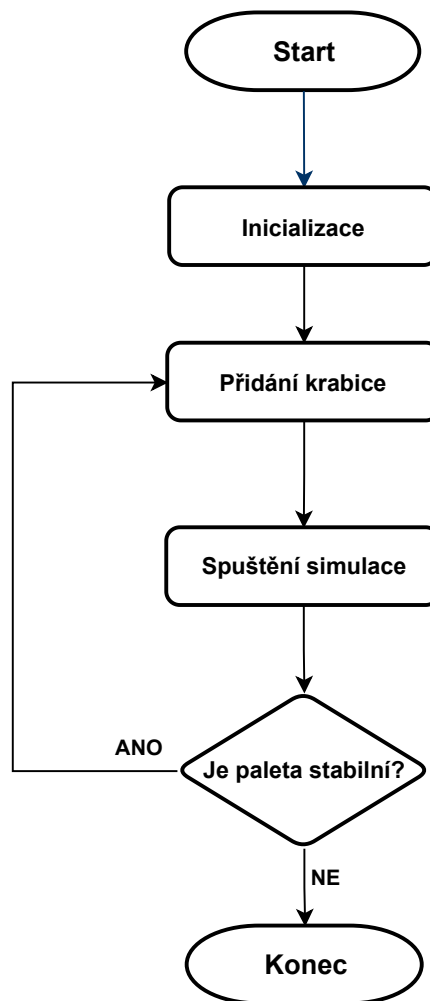 Start
Inicializace
Přidání krabice
Spuštění simulace
ANO
Je paleta stabilní?
NE
Konec